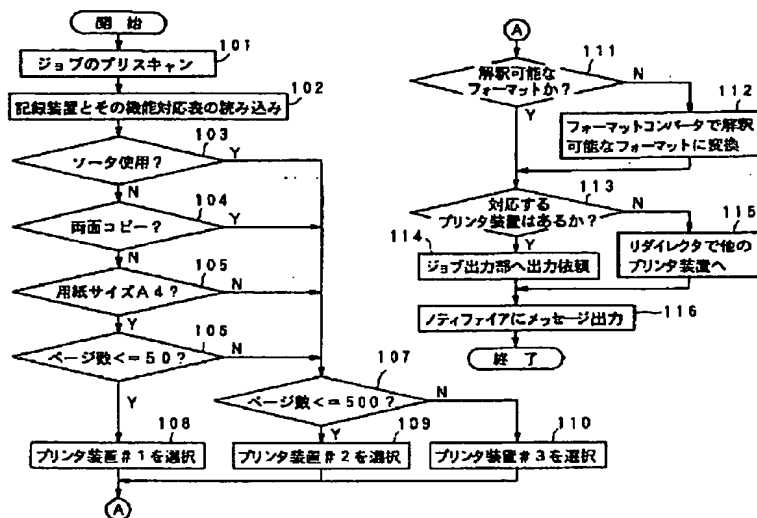 開 始
101
ジョブのプリスキャン
102
記録装置とその機能対応表の読み込み
103
ソータ使用？
Y
N
104
両面コピー？
Y
N
105
用紙サイズA4？
N
Y
106
ページ数<=50？
N
Y
107
ページ数<=500？
N
Y
108
プリンタ装置#1を選択
109
プリンタ装置#2を選択
110
プリンタ装置#3を選択
A
A
111
解釈可能な
フォーマットか？
N
Y
112
フォーマットコンバータで解釈
可能なフォーマットに変換
113
対応する
プリンタ装置はあるか？
N
Y
114
ジョブ出力部へ出力依頼
115
リダイレクタで他の
プリンタ装置へ
ノティファイアにメッセージ出力
116
終 了